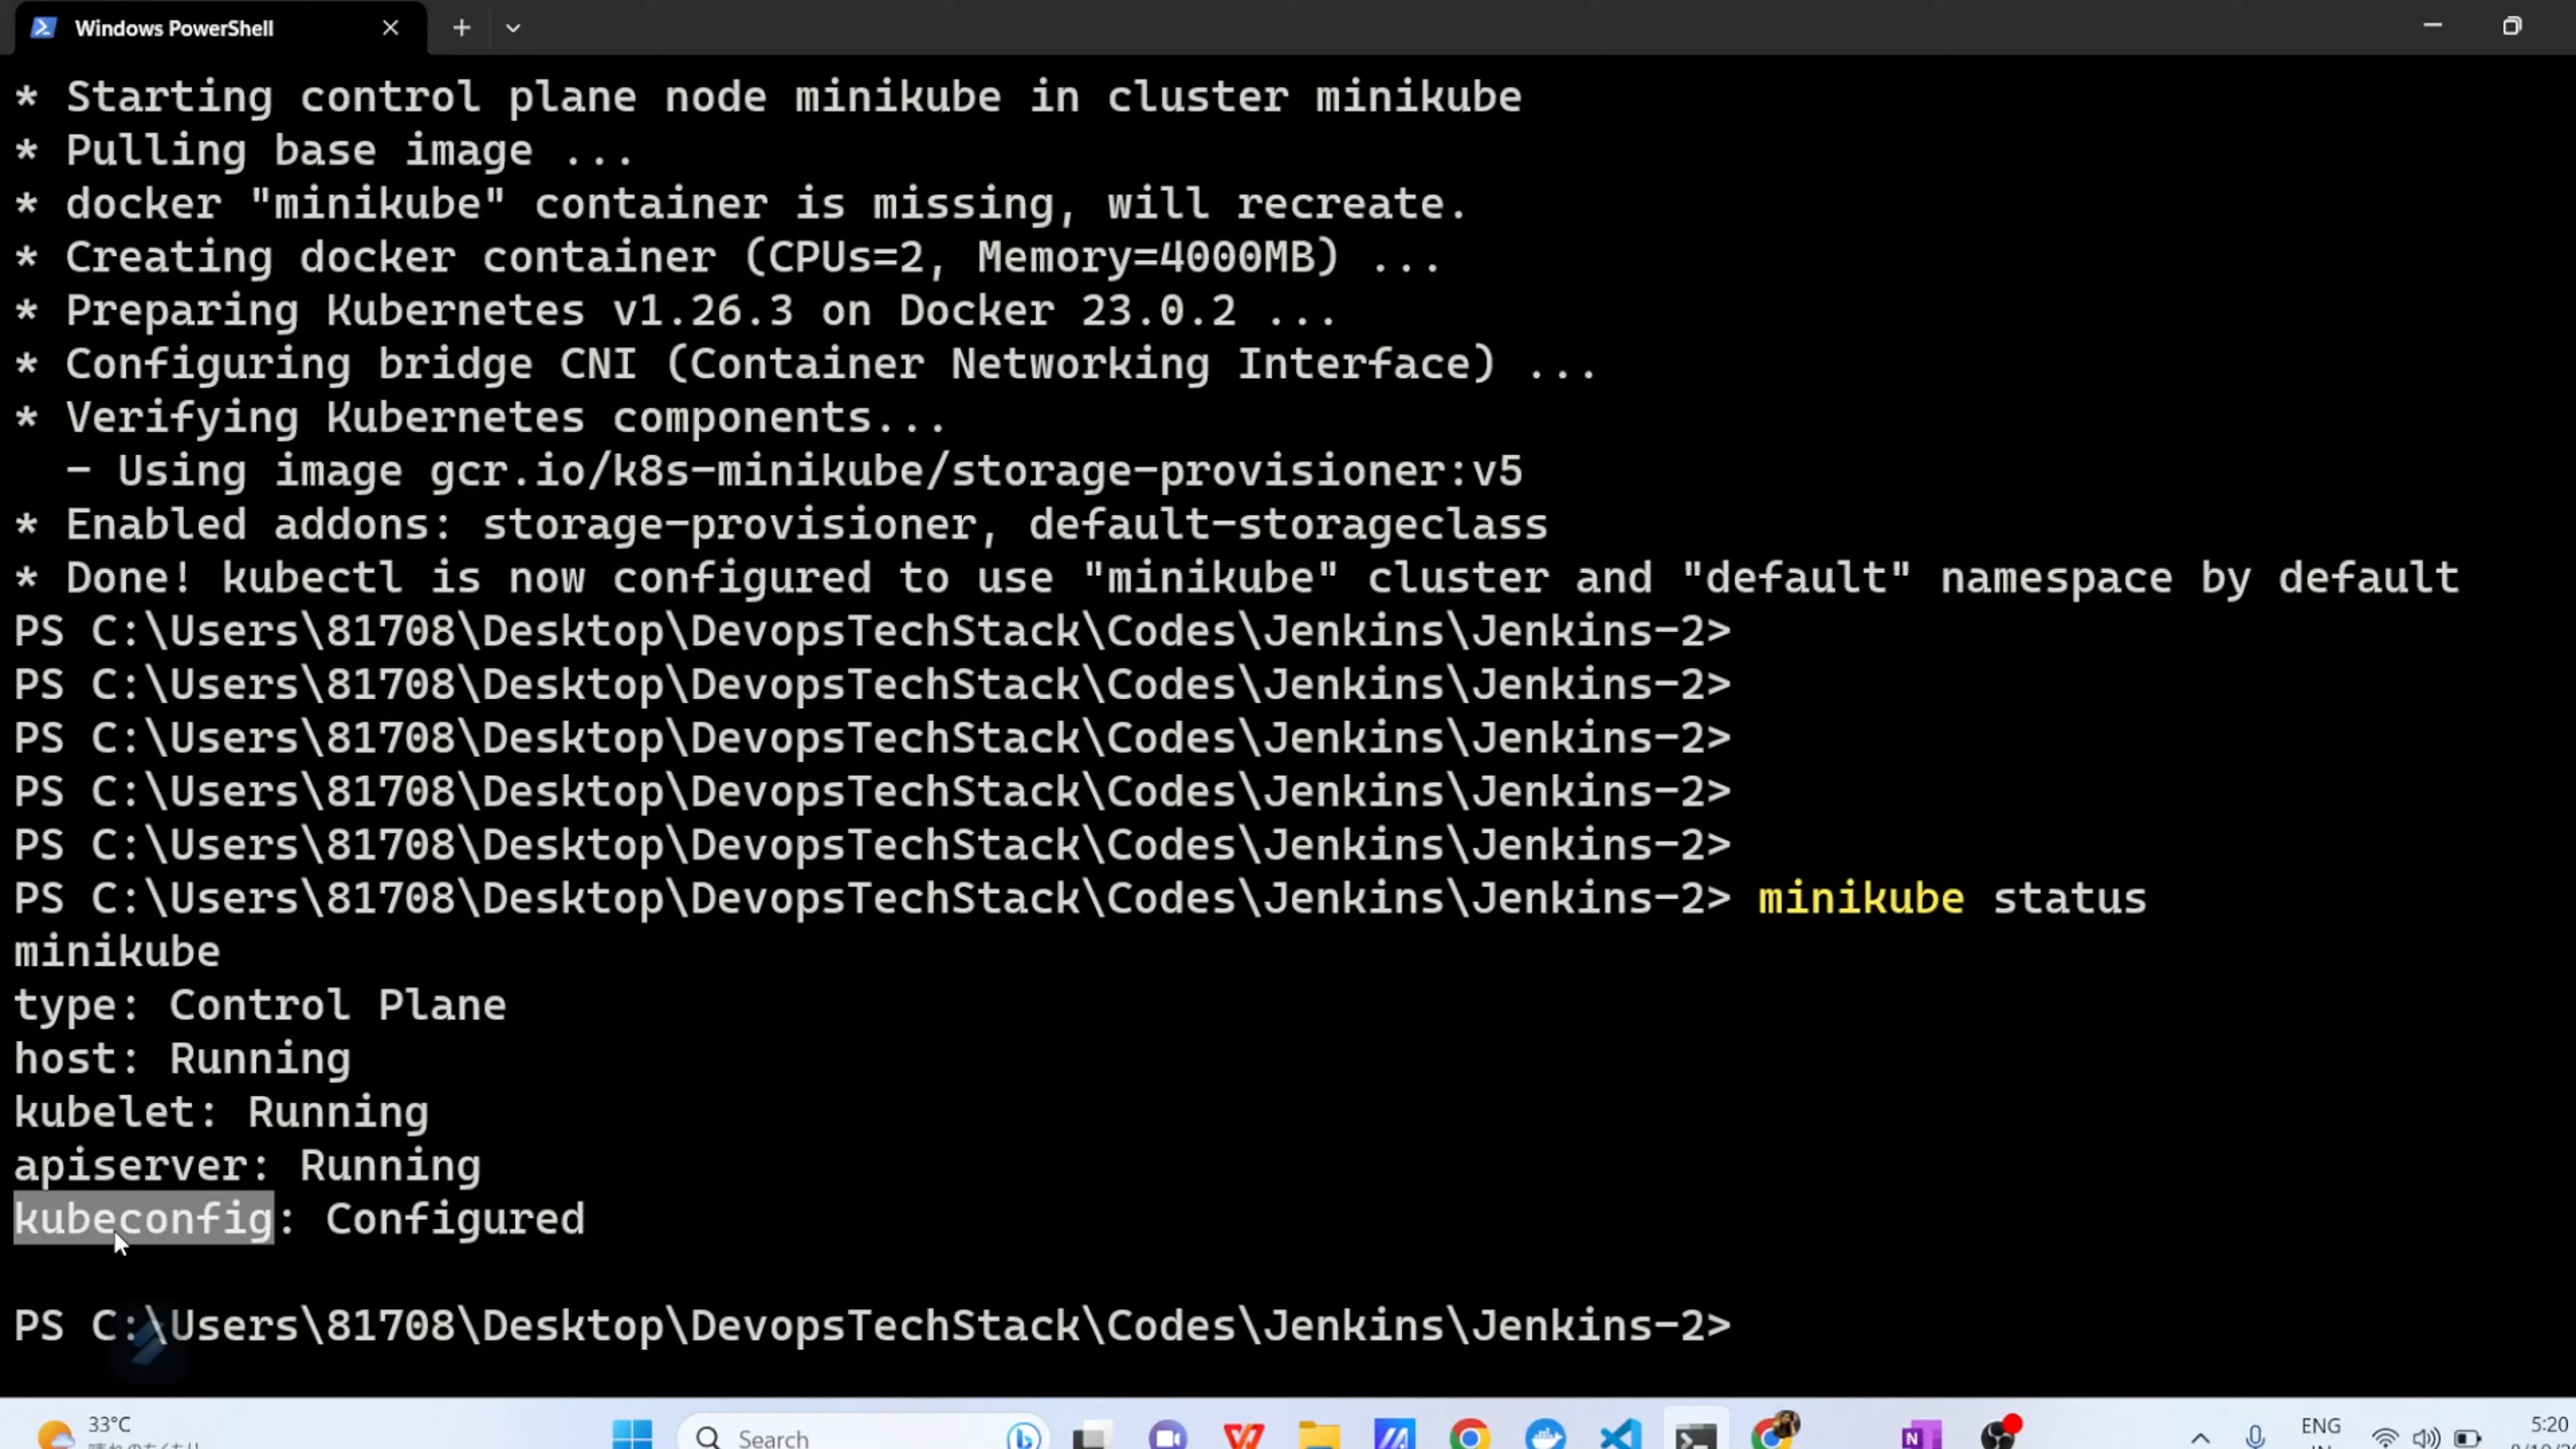 Windows PowerShell
* Starting control plane node minikube in cluster minikube
* Pulling base image ...
* docker "minikube" container is missing, will recreate.
* Creating docker container (CPUs=2, Memory=4000MB) ...
* Preparing Kubernetes v1.26.3 on Docker 23.0.2 ...
* Configuring bridge CNI (Container Networking Interface) ...
* Verifying Kubernetes components...
  - Using image gcr.io/k8s-minikube/storage-provisioner:v5
* Enabled addons: storage-provisioner, default-storageclass
* Done! kubectl is now configured to use "minikube" cluster and "default" namespace by default
PS C:\Users\81708\Desktop\DevopsTechStack\Codes\Jenkins\Jenkins-2>
PS C:\Users\81708\Desktop\DevopsTechStack\Codes\Jenkins\Jenkins-2>
PS C:\Users\81708\Desktop\DevopsTechStack\Codes\Jenkins\Jenkins-2>
PS C:\Users\81708\Desktop\DevopsTechStack\Codes\Jenkins\Jenkins-2>
PS C:\Users\81708\Desktop\DevopsTechStack\Codes\Jenkins\Jenkins-2>
PS C:\Users\81708\Desktop\DevopsTechStack\Codes\Jenkins\Jenkins-2> minikube status
minikube
type: Control Plane
host: Running
kubelet: Running
apiserver: Running
kubeconfig: Configured
PS C:\Users\81708\Desktop\DevopsTechStack\Codes\Jenkins\Jenkins-2>
33°C
Search
ENG
5:20